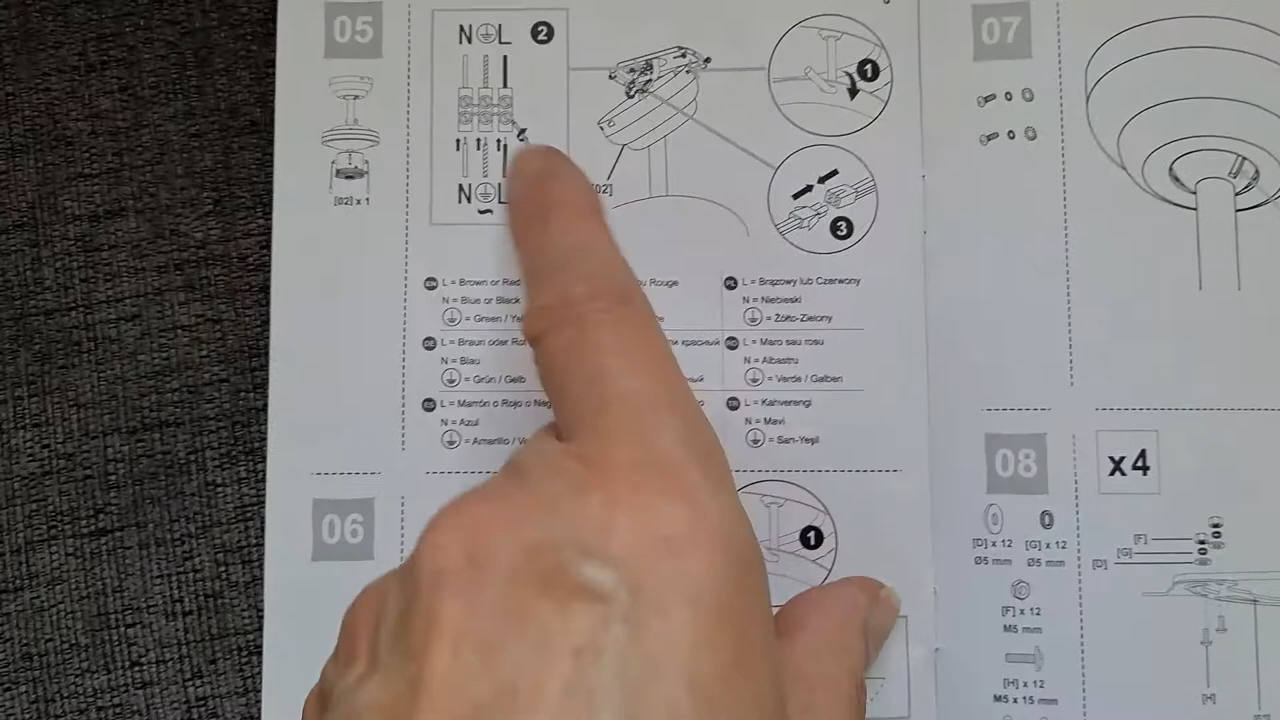 05
[02] x 1
N L 2
N L
1
02]
3
EN L = Brown or Red
N = Blue or Black
= Green /
DE L = Braun oder Rot
N = Blau
= Grün / Gelb
ES L = Marrón o Rojo o
N = Azul
= Amarillo /
ou Rouge
красный
PL L = Brązowy lub Czerwony
N = Niebieski
= Żółto-Zielony
RO L = Maro sau rosu
N = Albastru
= Verde / Galben
TR L = Kahverengi
N = Mavi
= Sarı-Yeşil
06
1
07
08
x4
[D] x 12 [G] x 12
Ø5 mm Ø5 mm
[F] x 12
M5 mm
[H] x 12
M5 x 15 mm
[F]
[G]
[D]
[H]